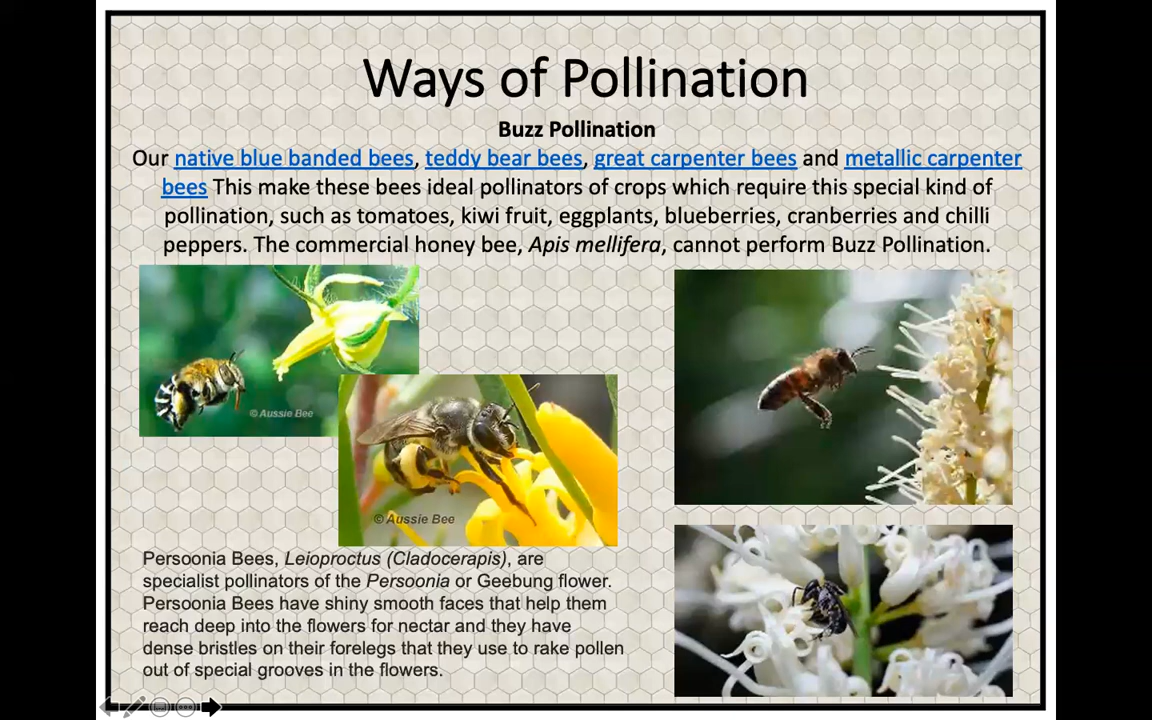 Ways of Pollination
Buzz Pollination
Our native blue banded bees, teddy bear bees, great carpenter bees and metallic carpenter
bees This make these bees ideal pollinators of crops which require this special kind of
pollination, such as tomatoes, kiwi fruit, eggplants, blueberries, cranberries and chilli
peppers. The commercial honey bee, Apis mellifera, cannot perform Buzz Pollination.
© Aussie Bee
© Aussie Bee
Persoonia Bees, Leioproctus (Cladocerapis), are
specialist pollinators of the Persoonia or Geebung flower.
Persoonia Bees have shiny smooth faces that help them
reach deep into the flowers for nectar and they have
dense bristles on their forelegs that they use to rake pollen
out of special grooves in the flowers.